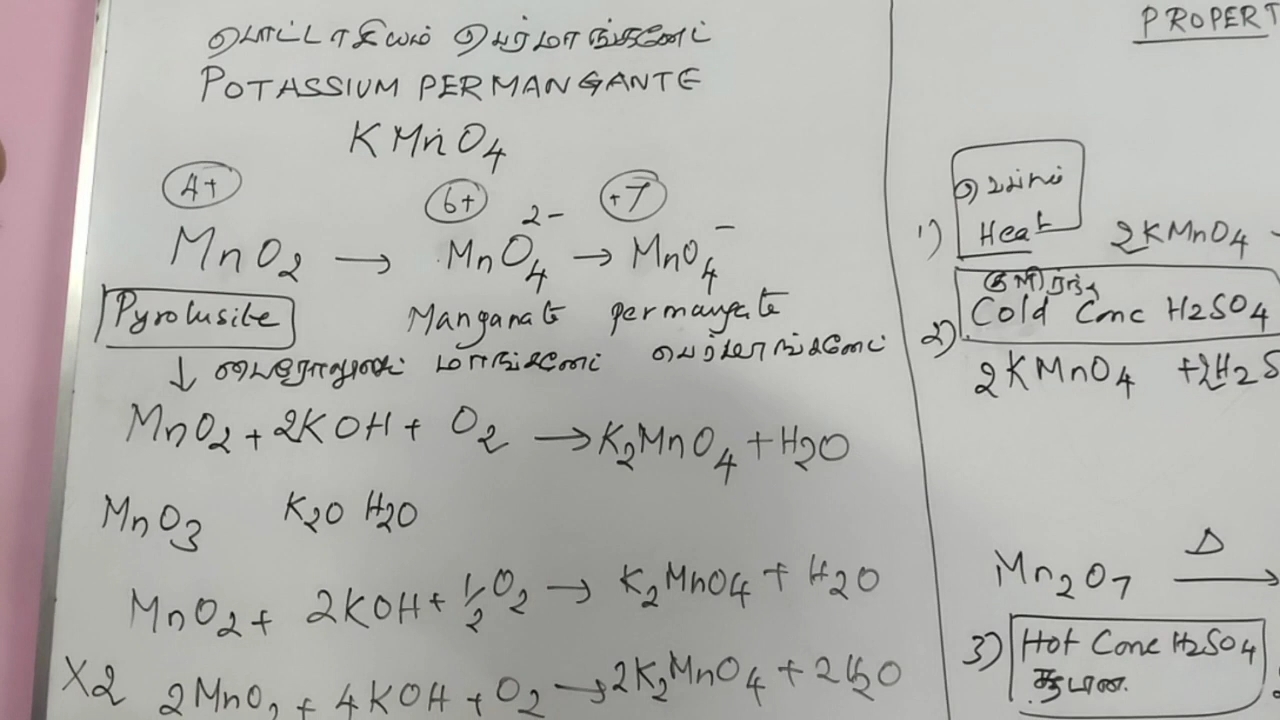 பொட்டாசியம் பெர்மாங்கனேட்
POTASSIUM PERMANGANTE
KMnO4
4+ 6+ +7
MnO2 → MnO4 2- → MnO4 -
Pyrolusite Manganate permangate
↓ பைரோலுசைட் மாங்கனேட் பெர்மாங்கனேட்
MnO2 + 2KOH + O2 → K2MnO4 + H2O
MnO3 K2O H2O
MnO2 + 2KOH + 1/2 O2 → K2MnO4 + H2O
X2 2MnO2 + 4KOH + O2 → 2K2MnO4 + 2H2O
PROPERT
வெப்பம்
1) Heat 2KMnO4
குளிர்ந்த
2) Cold Conc H2SO4
2KMnO4 + 2H2S
Mn2O7 Δ →
3) Hot Conc H2SO4